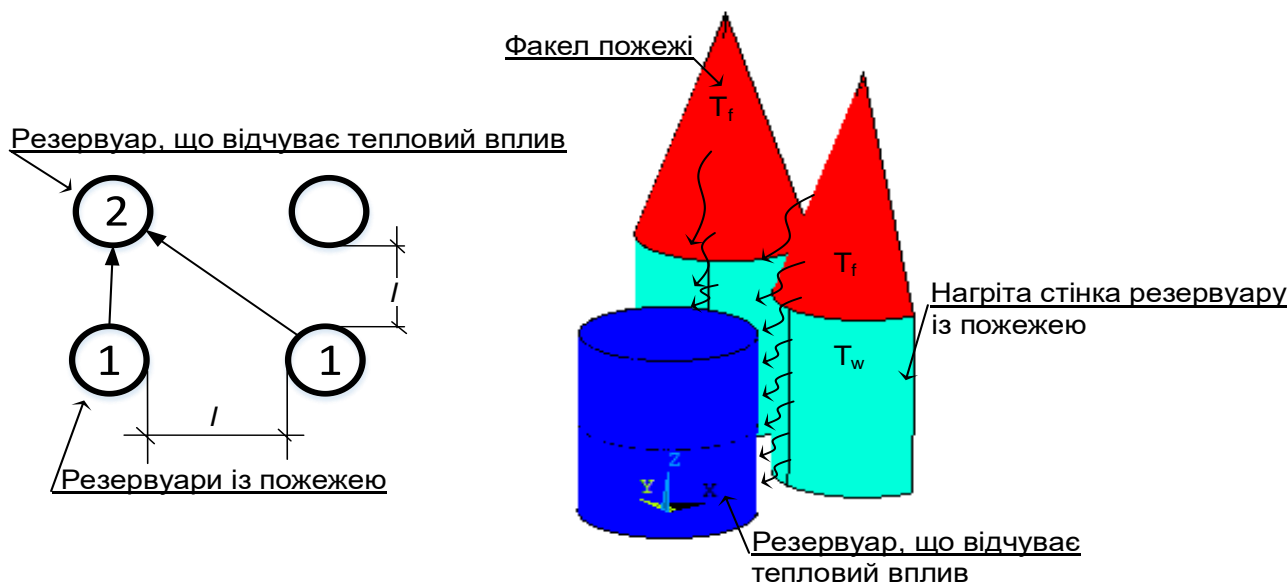 Резервуар, що відчуває тепловий вплив
2
l
1
1
l
Резервуари із пожежею
Факел пожежі
Tf
Tf
Нагріта стінка резервуару
із пожежею
Tw
Z
Y
X
Резервуар, що відчуває
тепловий вплив